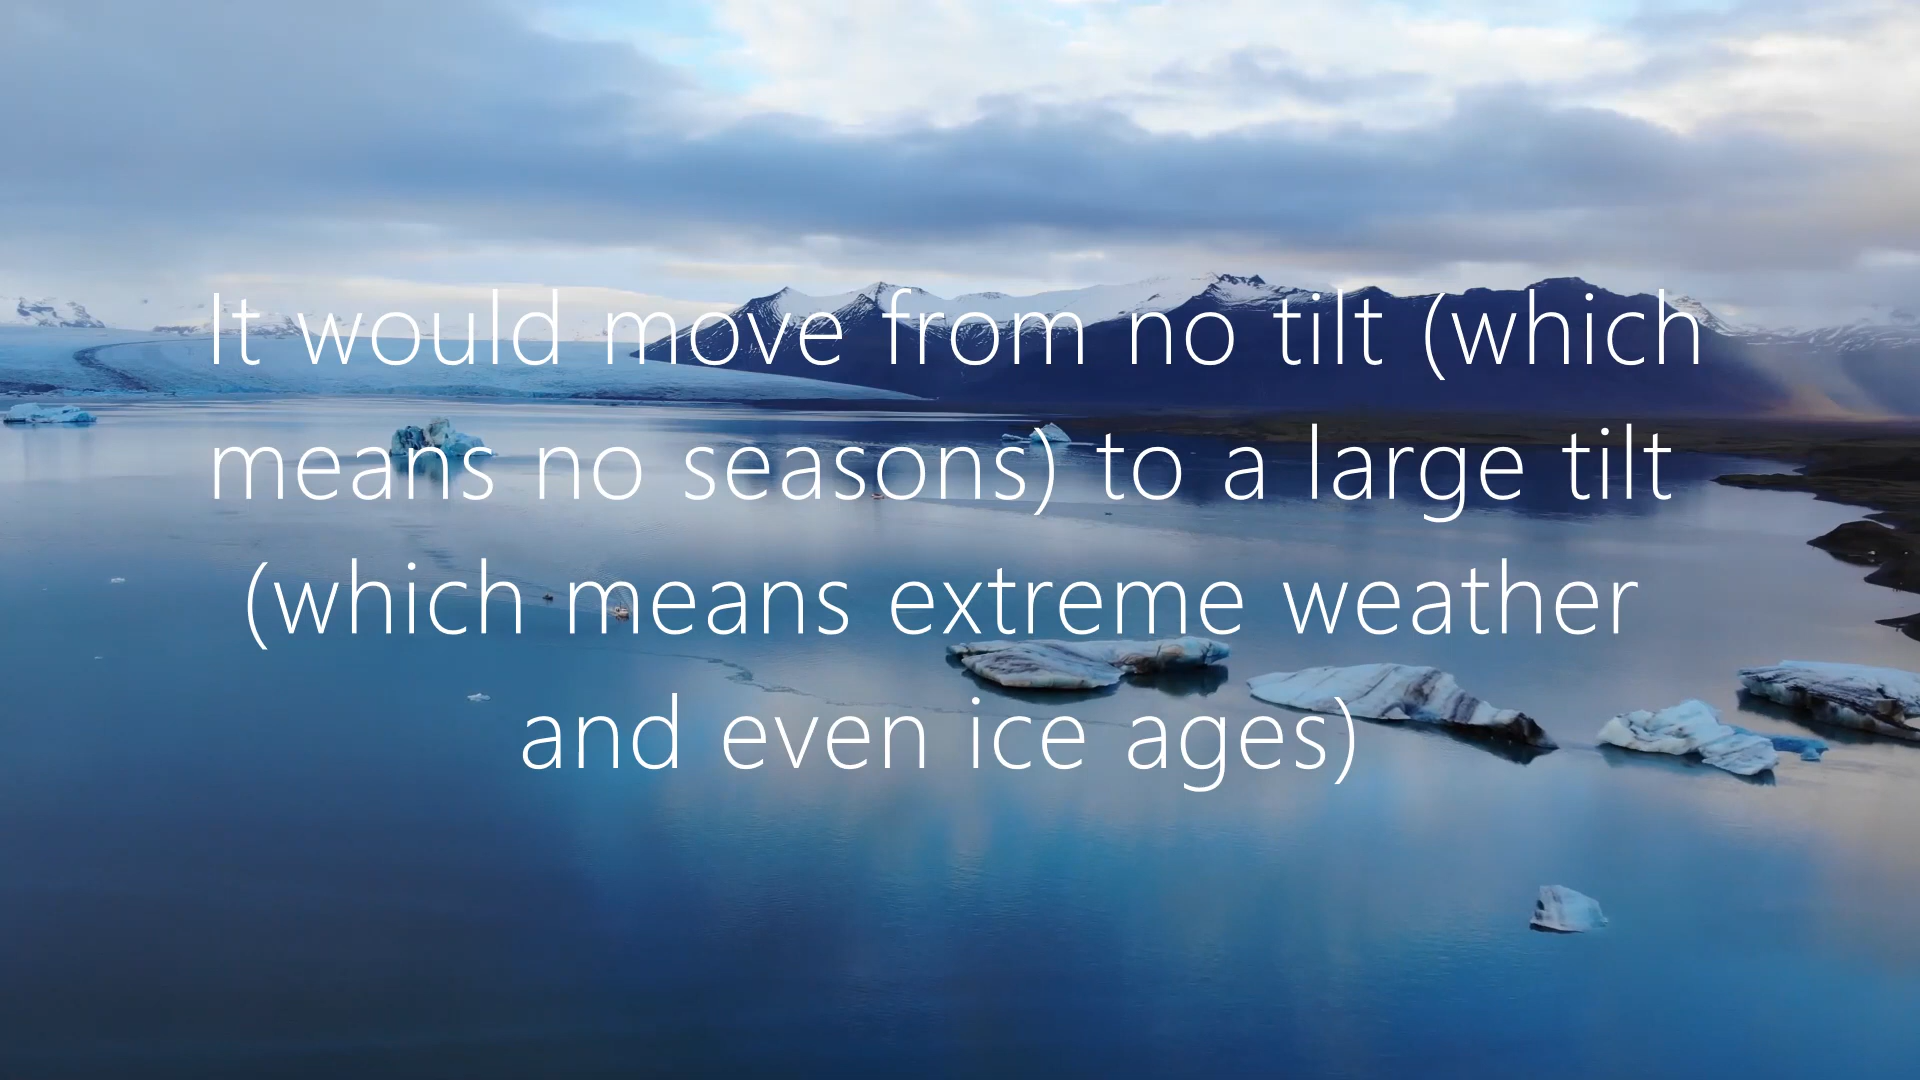 It would move from no tilt (which
means no seasons) to a large tilt
(which means extreme weather
and even ice ages)